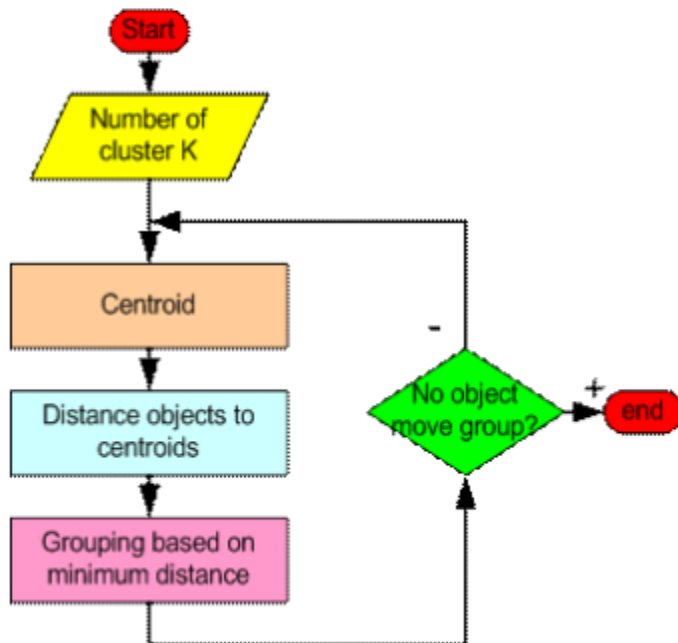 Start
Number of
cluster K
Centroid
Distance objects to
centroids
Grouping based on
minimum distance
-
No object
move group?
+
end